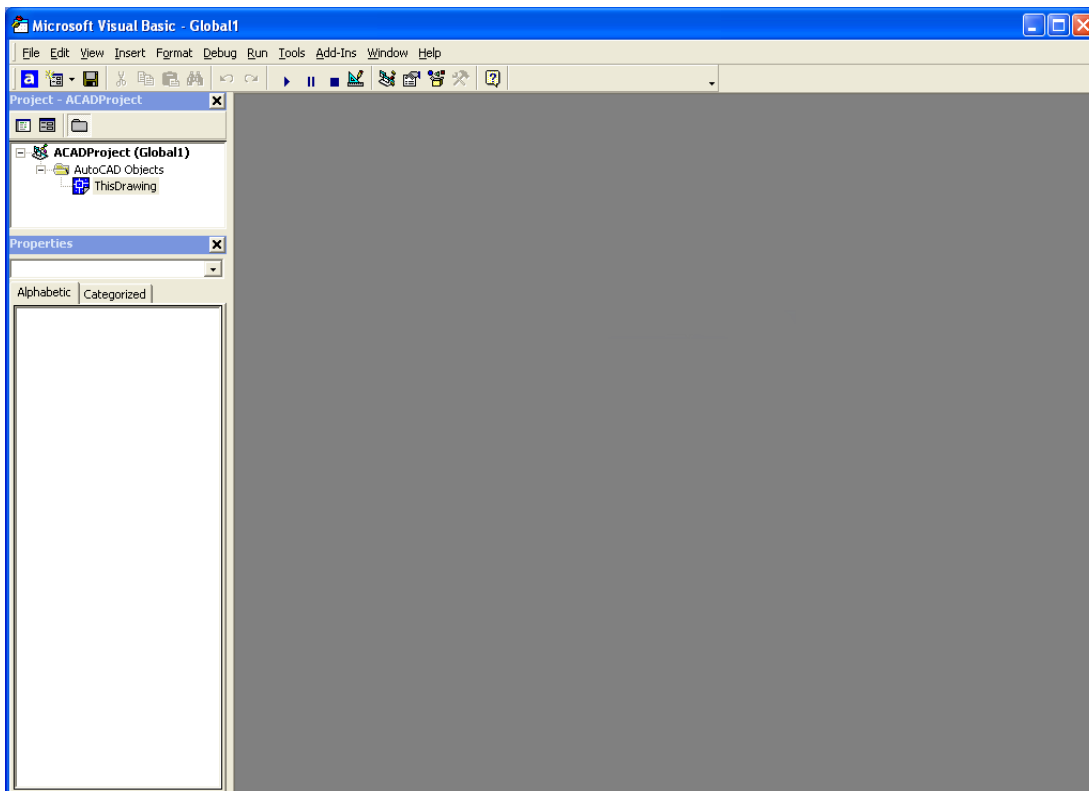 Microsoft Visual Basic - Global1
File Edit View Insert Format Debug Run Tools Add-Ins Window Help
a
Project - ACADProject
ACADProject (Global1)
AutoCAD Objects
ThisDrawing
Properties
Alphabetic Categorized